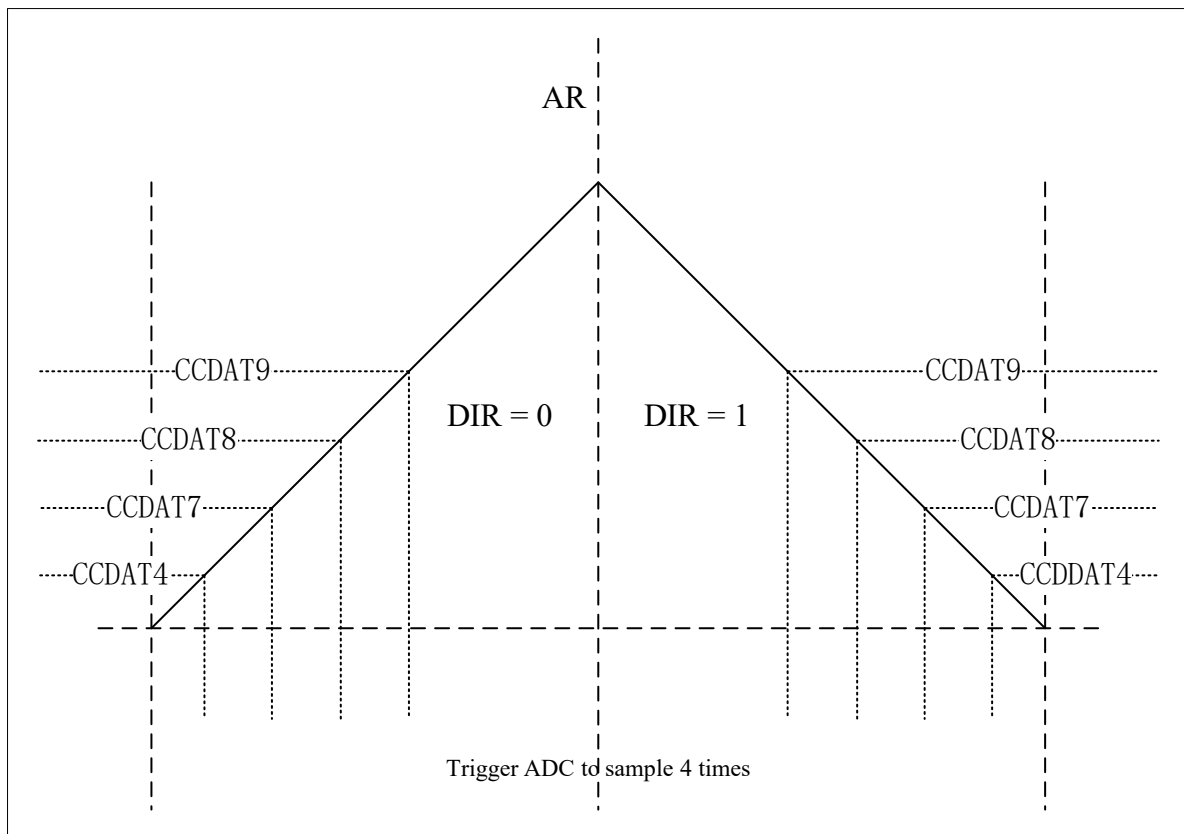 AR
CCDAT9 CCDAT9
DIR = 0 DIR = 1
CCDAT8 CCDAT8
CCDAT7 CCDAT7
CCDAT4 CCDDAT4
Trigger ADC to sample 4 times